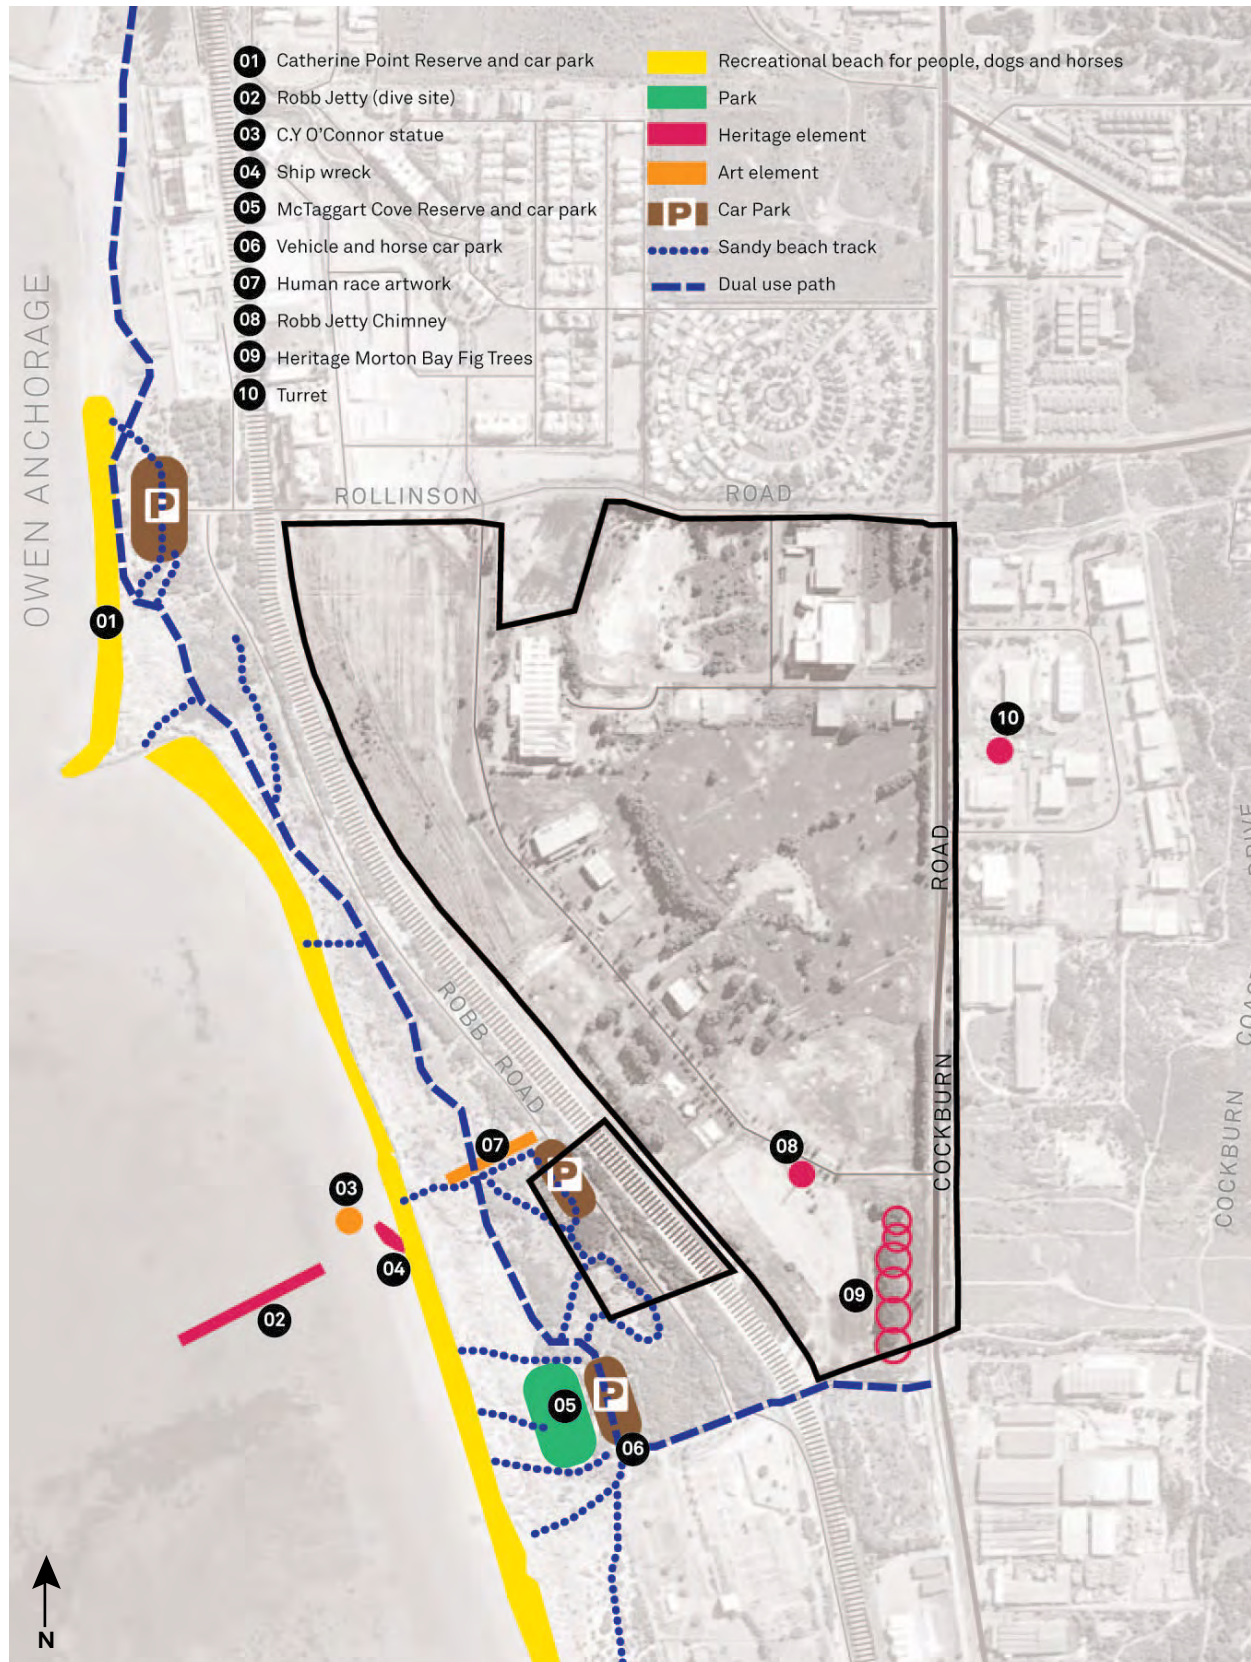 01 Catherine Point Reserve and car park
02 Robb Jetty (dive site)
03 C.Y O'Connor statue
04 Ship wreck
05 McTaggart Cove Reserve and car park
06 Vehicle and horse car park
07 Human race artwork
08 Robb Jetty Chimney
09 Heritage Morton Bay Fig Trees
10 Turret
Recreational beach for people, dogs and horses
Park
Heritage element
Art element
P Car Park
Sandy beach track
Dual use path
OWEN ANCHORAGE
ROLLINSON ROAD
P
01
10
ROAD
COCKBURN
ROBB ROAD
07
P
08
03
04
02
09
05
P
06
COCKBURN
N